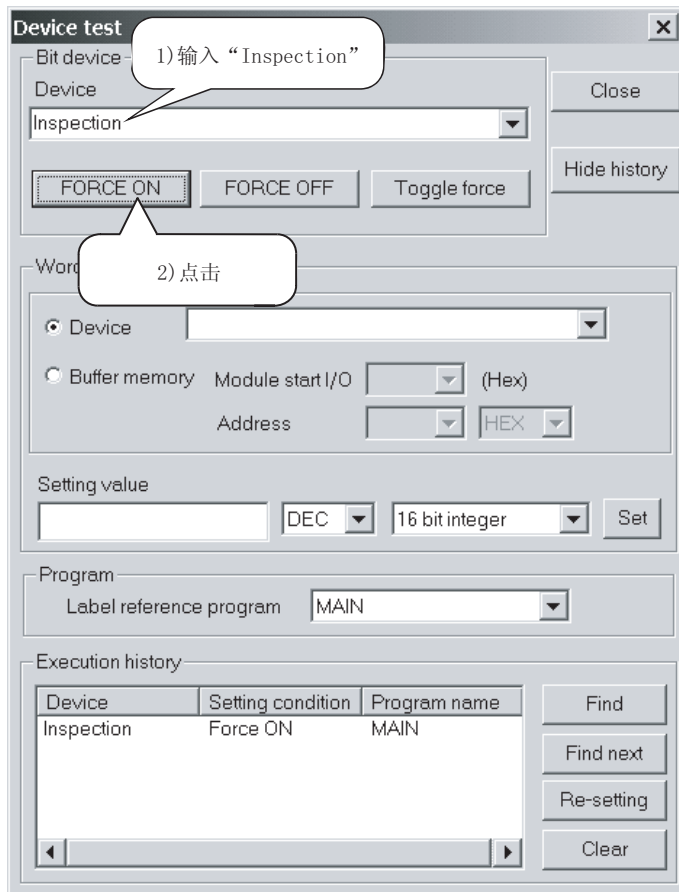 Device test
Bit device
1)输入“Inspection”
Device
Close
Inspection
Hide history
FORCE ON FORCE OFF Toggle force
2)点击
Device
Buffer memory Module start I/O (Hex)
Address HEX
Setting value
DEC 16 bit integer Set
Program
Label reference program MAIN
Execution history
Device Setting condition Program name
Inspection Force ON MAIN
Find
Find next
Re-setting
Clear